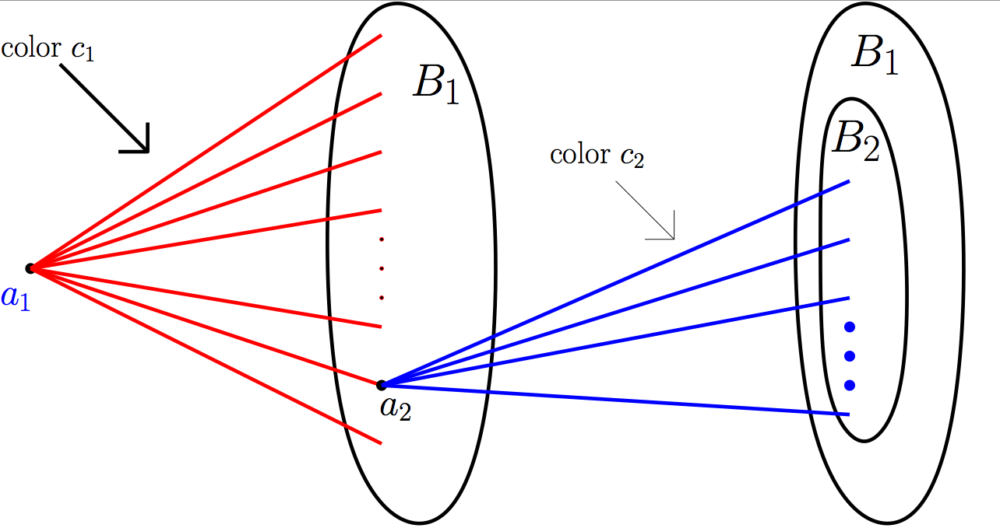 color c₁
B₁
a₁
a₂
color c₂
B₁
B₂